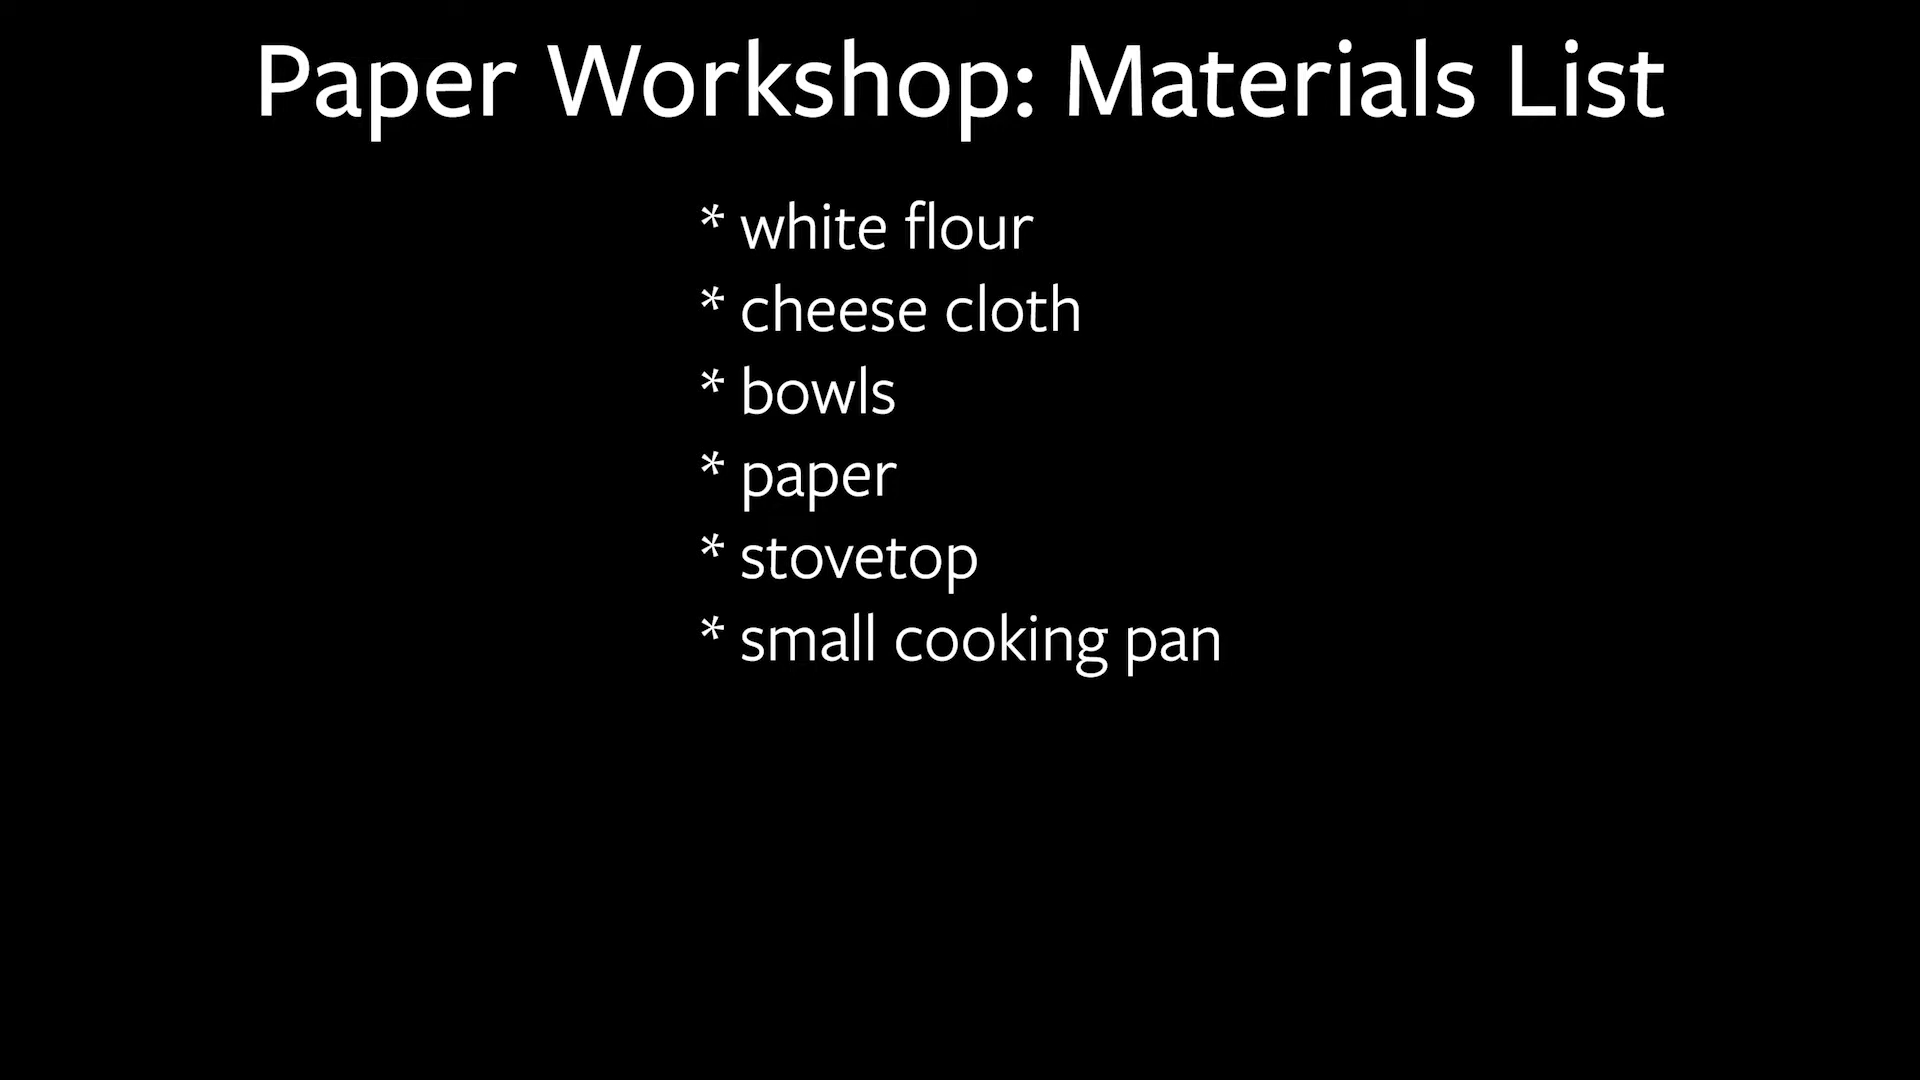 Paper Workshop: Materials List
* white flour
* cheese cloth
* bowls
* paper
* stovetop
* small cooking pan